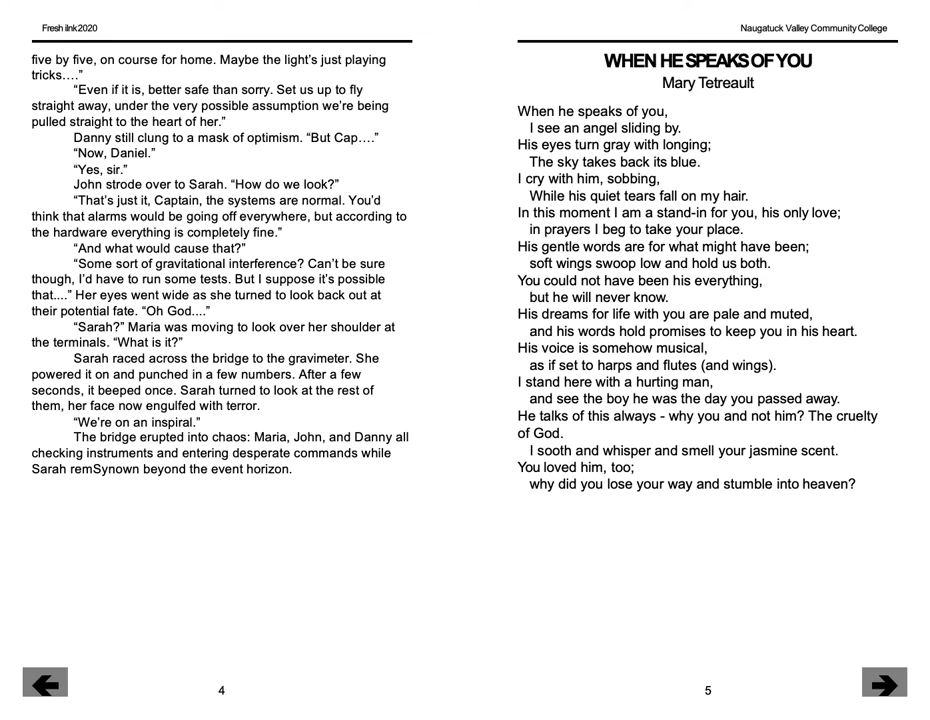 Fresh iInk2020
five by five, on course for home. Maybe the light’s just playing
tricks….”
“Even if it is, better safe than sorry. Set us up to fly
straight away, under the very possible assumption we’re being
pulled straight to the heart of her.”
Danny still clung to a mask of optimism. “But Cap….”
“Now, Daniel.”
“Yes, sir.”
John strode over to Sarah. “How do we look?”
“That’s just it, Captain, the systems are normal. You’d
think that alarms would be going off everywhere, but according to
the hardware everything is completely fine.”
“And what would cause that?”
“Some sort of gravitational interference? Can’t be sure
though, I’d have to run some tests. But I suppose it’s possible
that....” Her eyes went wide as she turned to look back out at
their potential fate. “Oh God....”
“Sarah?” Maria was moving to look over her shoulder at
the terminals. “What is it?”
Sarah raced across the bridge to the gravimeter. She
powered it on and punched in a few numbers. After a few
seconds, it beeped once. Sarah turned to look at the rest of
them, her face now engulfed with terror.
“We’re on an inspiral.”
The bridge erupted into chaos: Maria, John, and Danny all
checking instruments and entering desperate commands while
Sarah remSynown beyond the event horizon.
4
Naugatuck Valley Community College
WHEN HE SPEAKS OF YOU
Mary Tetreault
When he speaks of you,
I see an angel sliding by.
His eyes turn gray with longing;
The sky takes back its blue.
I cry with him, sobbing,
While his quiet tears fall on my hair.
In this moment I am a stand-in for you, his only love;
in prayers I beg to take your place.
His gentle words are for what might have been;
soft wings swoop low and hold us both.
You could not have been his everything,
but he will never know.
His dreams for life with you are pale and muted,
and his words hold promises to keep you in his heart.
His voice is somehow musical,
as if set to harps and flutes (and wings).
I stand here with a hurting man,
and see the boy he was the day you passed away.
He talks of this always - why you and not him? The cruelty
of God.
I sooth and whisper and smell your jasmine scent.
You loved him, too;
why did you lose your way and stumble into heaven?
5